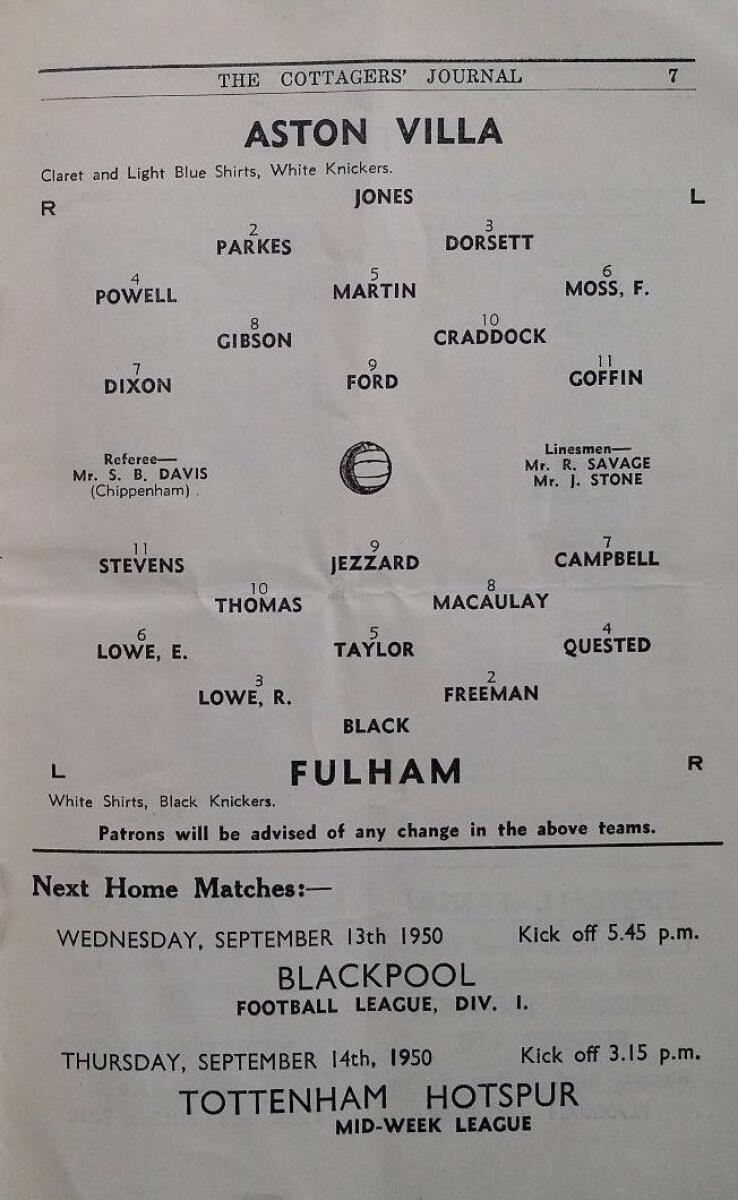 THE COTTAGERS' JOURNAL 7
ASTON VILLA
Claret and Light Blue Shirts, White Knickers.
R JONES L
2 3
PARKES DORSETT
4 5 6
POWELL MARTIN MOSS, F.
8 10
GIBSON CRADDOCK
7 9 11
DIXON FORD GOFFIN
Referee—
Mr. S. B. DAVIS
(Chippenham).
Linesmen—
Mr. R. SAVAGE
Mr. J. STONE
11 9 7
STEVENS JEZZARD CAMPBELL
10 8
THOMAS MACAULAY
6 5 4
LOWE, E. TAYLOR QUESTED
3 2
LOWE, R. FREEMAN
BLACK
L FULHAM R
White Shirts, Black Knickers.
Patrons will be advised of any change in the above teams.
Next Home Matches:—
WEDNESDAY, SEPTEMBER 13th 1950 Kick off 5.45 p.m.
BLACKPOOL
FOOTBALL LEAGUE, DIV. I.
THURSDAY, SEPTEMBER 14th, 1950 Kick off 3.15 p.m.
TOTTENHAM HOTSPUR
MID-WEEK LEAGUE